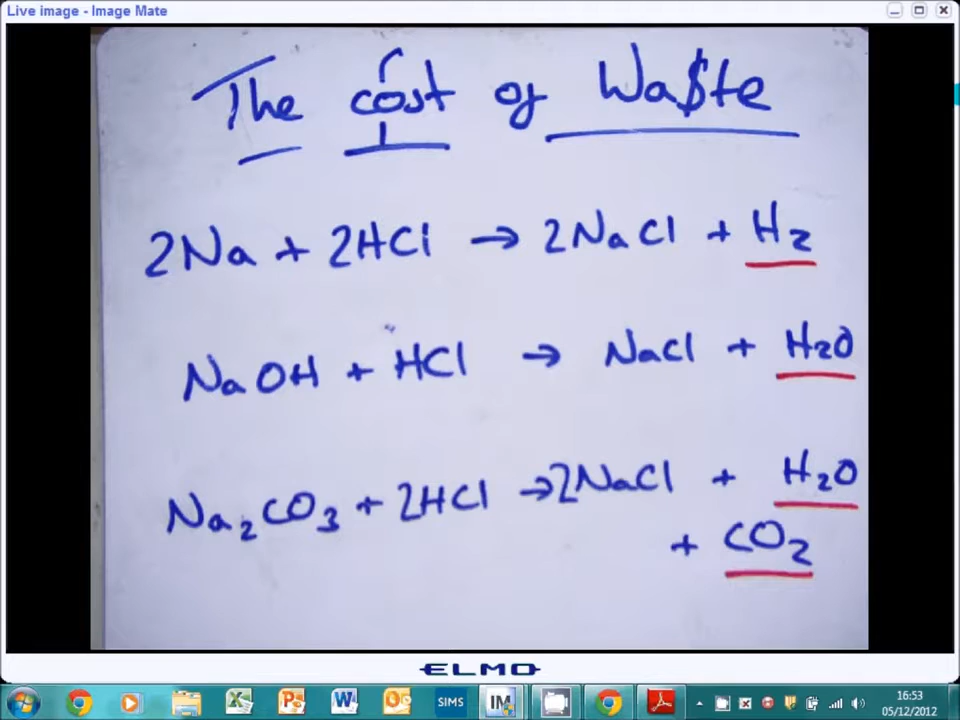 Live image - Image Mate
The cost of Wa$te
2Na + 2HCl → 2NaCl + H₂
NaOH + HCl → NaCl + H₂O
Na₂CO₃ + 2HCl → 2NaCl + H₂O
+ CO₂
ELMO
SIMS
IM
16:53
05/12/2012